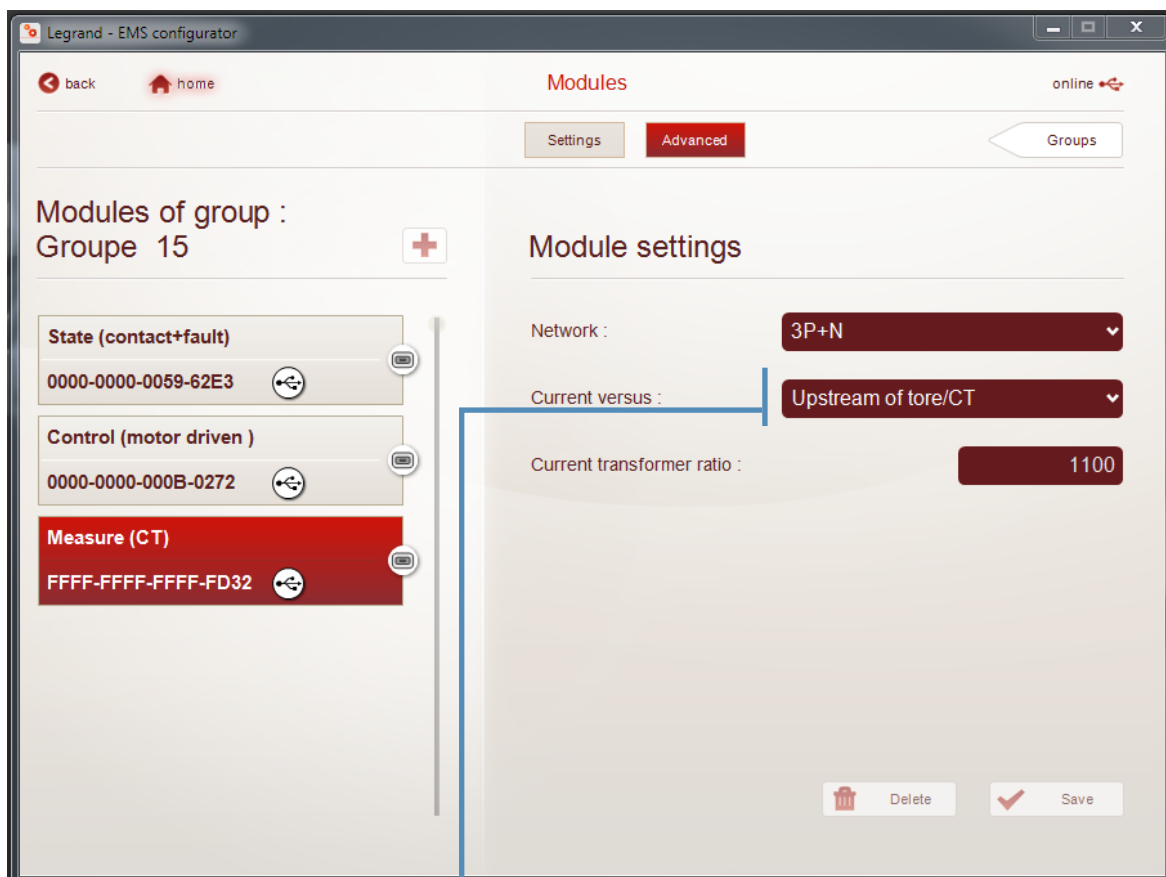 Legrand - EMS configurator
back home Modules online
Settings Advanced Groups
Modules of group :
Groupe 15
State (contact+fault)
0000-0000-0059-62E3
Control (motor driven )
0000-0000-000B-0272
Measure (CT)
FFFF-FFFF-FFFF-FD32
Module settings
Network : 3P+N
Current versus : Upstream of tore/CT
Current transformer ratio : 1100
Delete Save